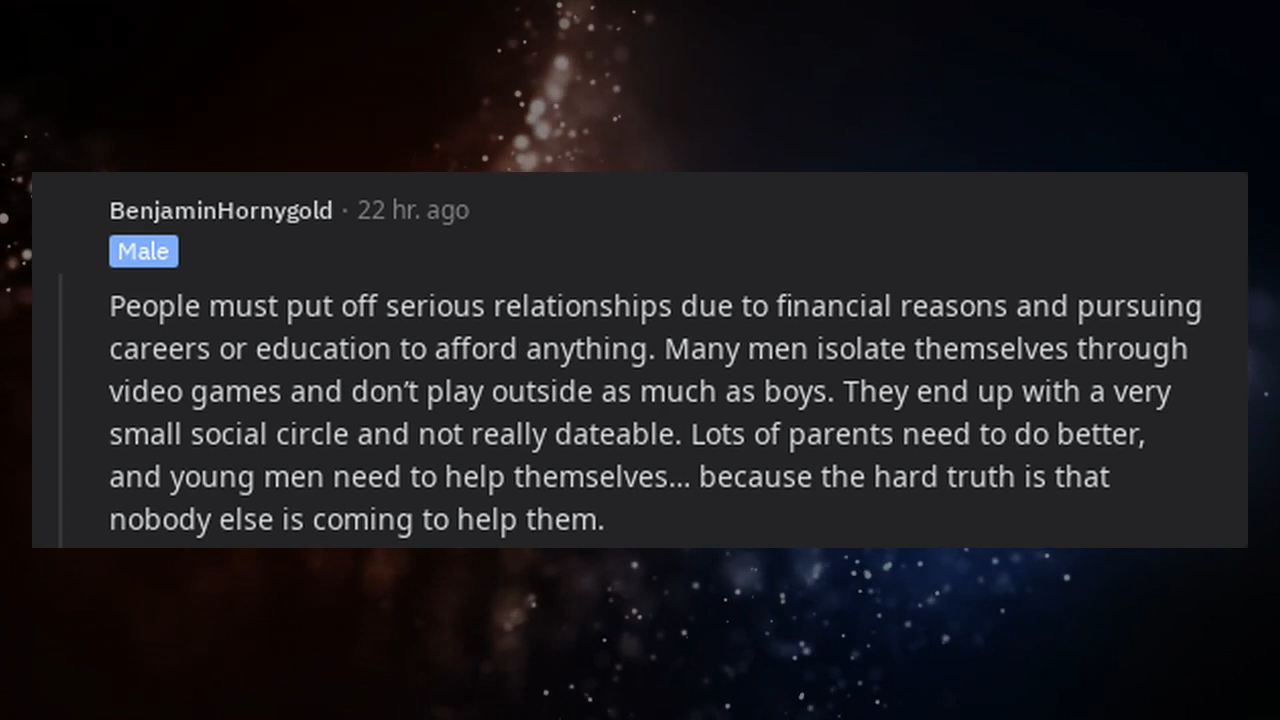 BenjaminHornygold · 22 hr. ago
Male
People must put off serious relationships due to financial reasons and pursuing
careers or education to afford anything. Many men isolate themselves through
video games and don’t play outside as much as boys. They end up with a very
small social circle and not really dateable. Lots of parents need to do better,
and young men need to help themselves... because the hard truth is that
nobody else is coming to help them.